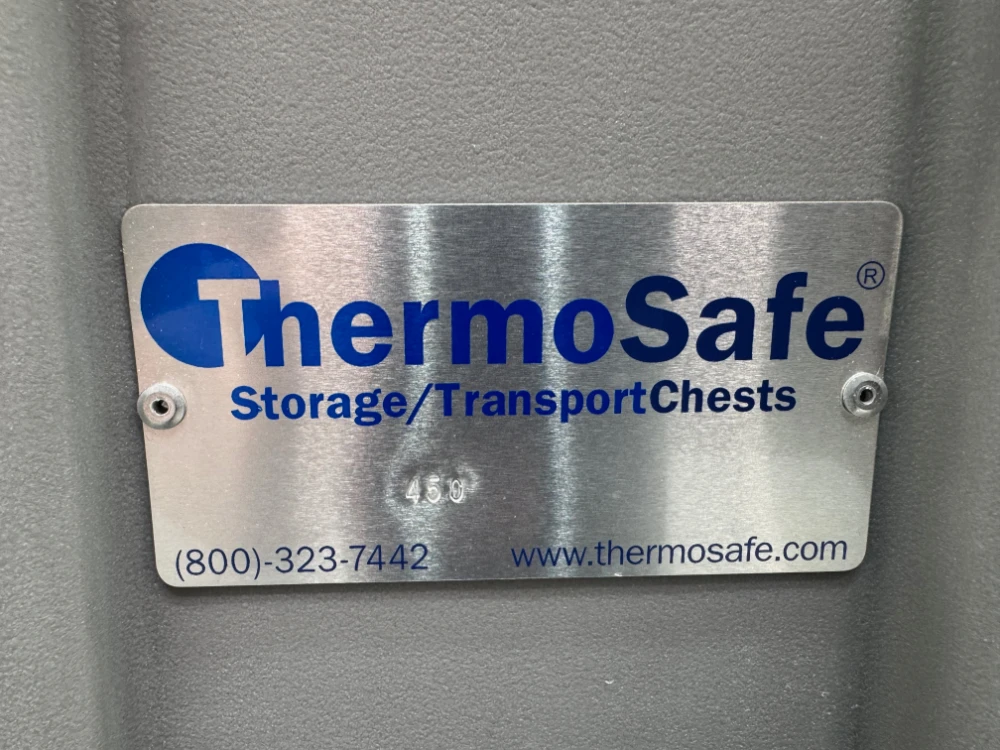 ThermoSafe®
Storage/TransportChests
450
(800)-323-7442
www.thermosafe.com